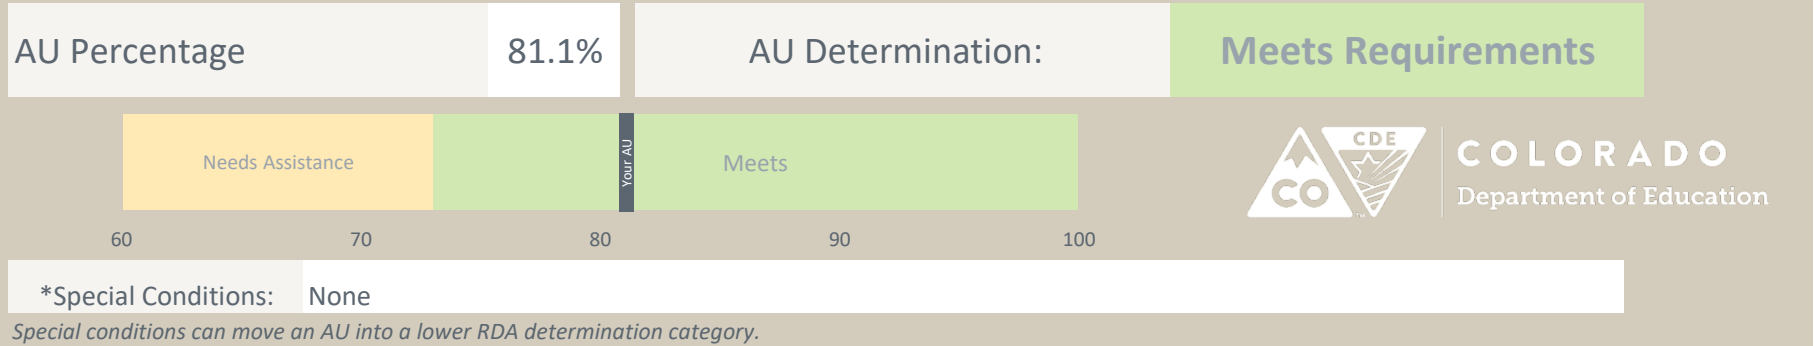 AU Percentage 81.1% AU Determination: Meets Requirements
Needs Assistance
Your AU
Meets
60 70 80 90 100
CO
CDE
COLORADO
Department of Education
TM
*Special Conditions: None
Special conditions can move an AU into a lower RDA determination category.